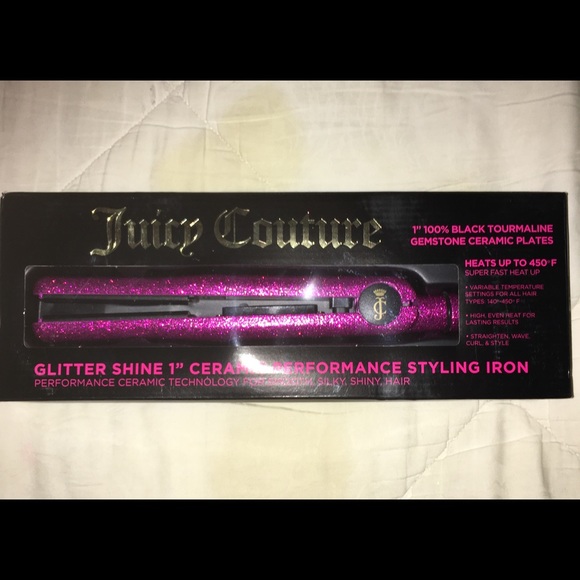 Juicy Couture
1" 100% BLACK TOURMALINE
GEMSTONE CERAMIC PLATES
HEATS UP TO 450°F
SUPER FAST HEAT UP
• VARIABLE TEMPERATURE
SETTINGS FOR ALL HAIR
TYPES 140°-450° F
• HIGH, EVEN HEAT FOR
LASTING RESULTS
• STRAIGHTEN, WAVE,
CURL, & STYLE
JC
GLITTER SHINE 1" PERFORMANCE STYLING IRON
PERFORMANCE CERAMIC TECHNOLOGY SILKY, SHINY, HAIR